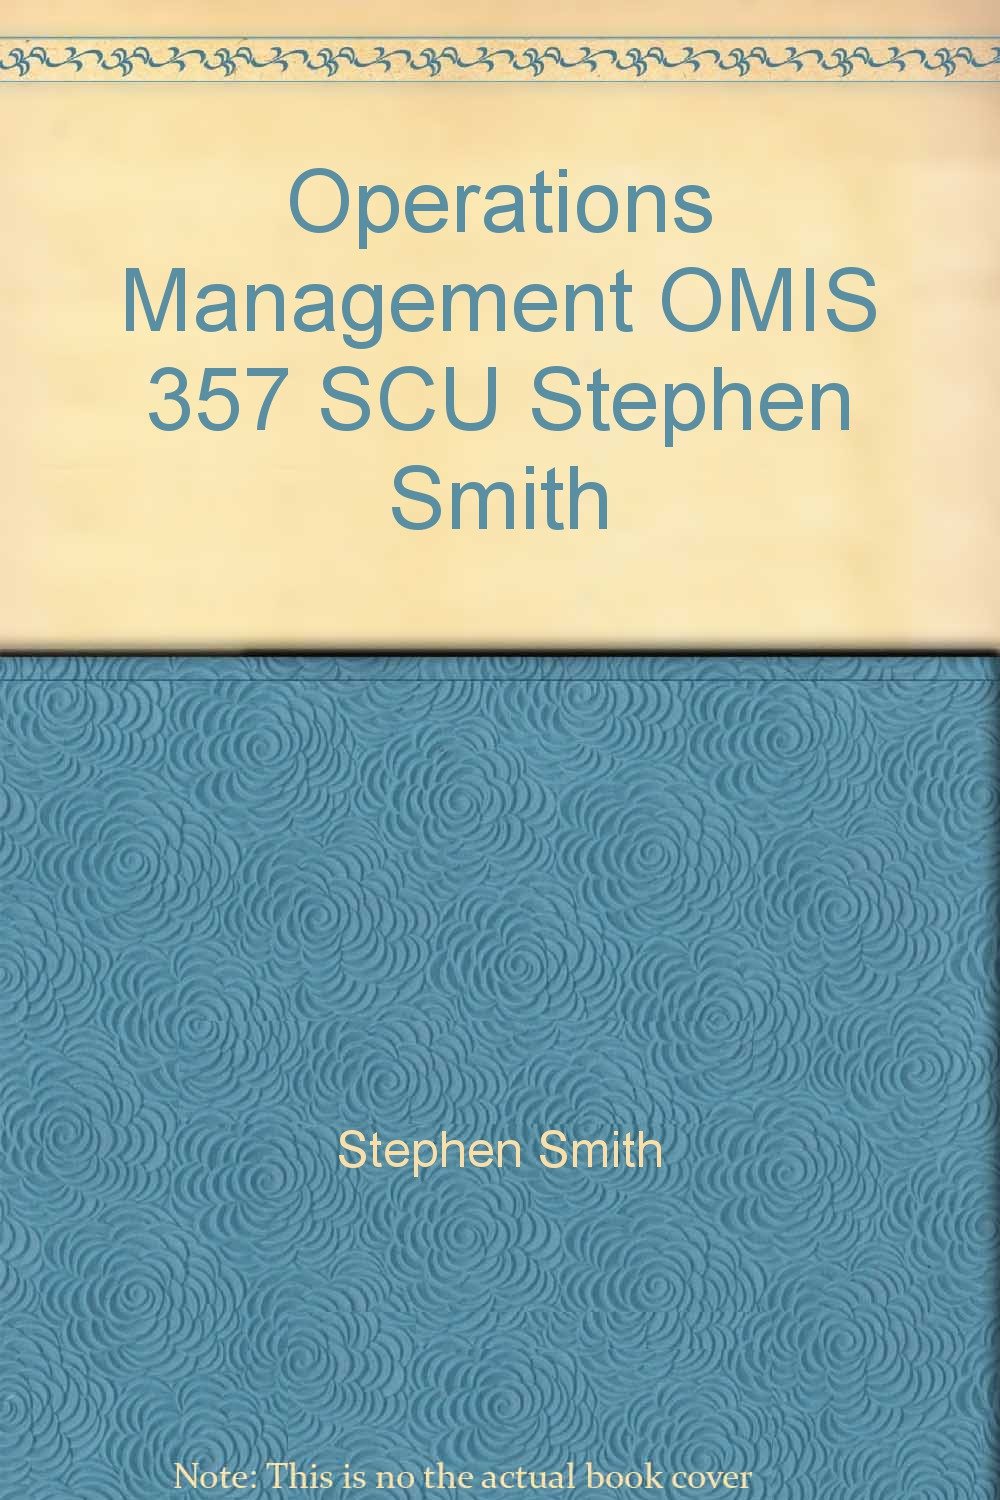 Operations
Management OMIS
357 SCU Stephen
Smith
Stephen Smith
Note: This is no the actual book cover